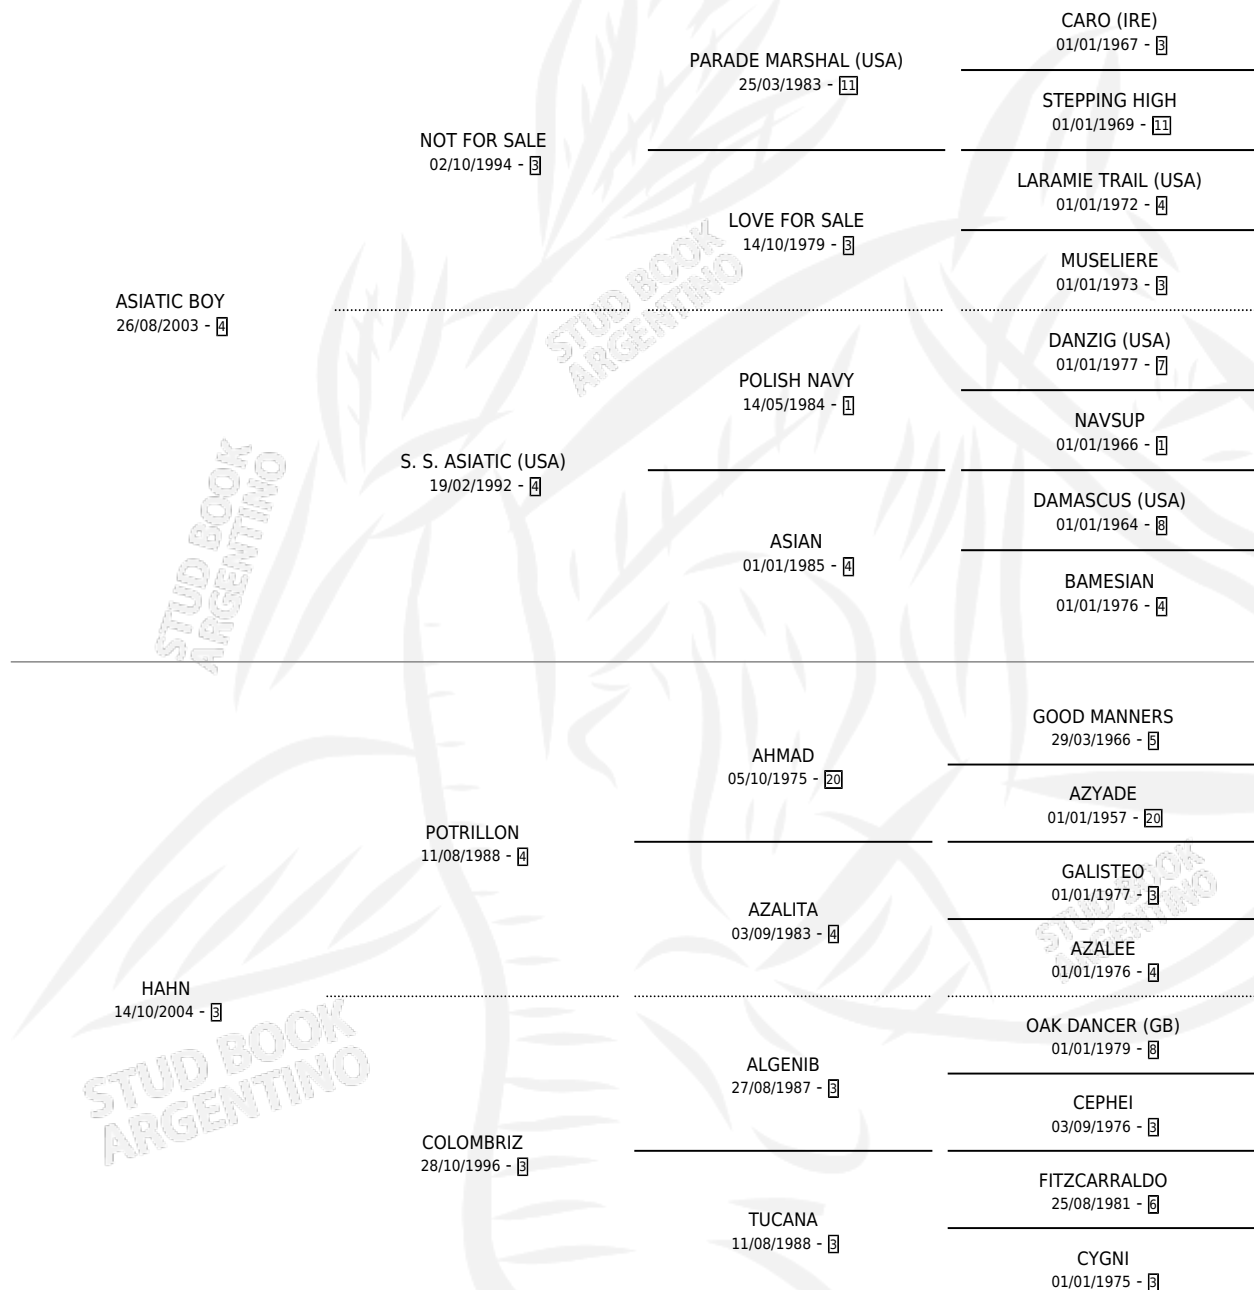 CARO (IRE)
01/01/1967 - 3
PARADE MARSHAL (USA)
25/03/1983 - 11
STEPPING HIGH
01/01/1969 - 11
NOT FOR SALE
02/10/1994 - 3
LARAMIE TRAIL (USA)
01/01/1972 - 4
LOVE FOR SALE
14/10/1979 - 3
MUSELIERE
01/01/1973 - 3
ASIATIC BOY
26/08/2003 - 4
STUD BOOK
ARGENTINO
DANZIG (USA)
01/01/1977 - 7
POLISH NAVY
14/05/1984 - 1
NAVSUP
01/01/1966 - 1
S. S. ASIATIC (USA)
19/02/1992 - 4
DAMASCUS (USA)
01/01/1964 - 8
ASIAN
01/01/1985 - 4
BAMESIAN
01/01/1976 - 4
STUD BOOK
ARGENTINO
GOOD MANNERS
29/03/1966 - 5
AHMAD
05/10/1975 - 20
AZYADE
01/01/1957 - 20
POTRILLON
11/08/1988 - 4
GALISTEO
01/01/1977 - 3
AZALITA
03/09/1983 - 4
AZALEE
01/01/1976 - 4
STUD BOOK
ARGENTINO
HAHN
14/10/2004 - 3
OAK DANCER (GB)
01/01/1979 - 8
ALGENIB
27/08/1987 - 3
CEPHEI
03/09/1976 - 3
STUD BOOK
ARGENTINO
COLOMBRIZ
28/10/1996 - 3
FITZCARRALDO
25/08/1981 - 6
TUCANA
11/08/1988 - 3
CYGNI
01/01/1975 - 3